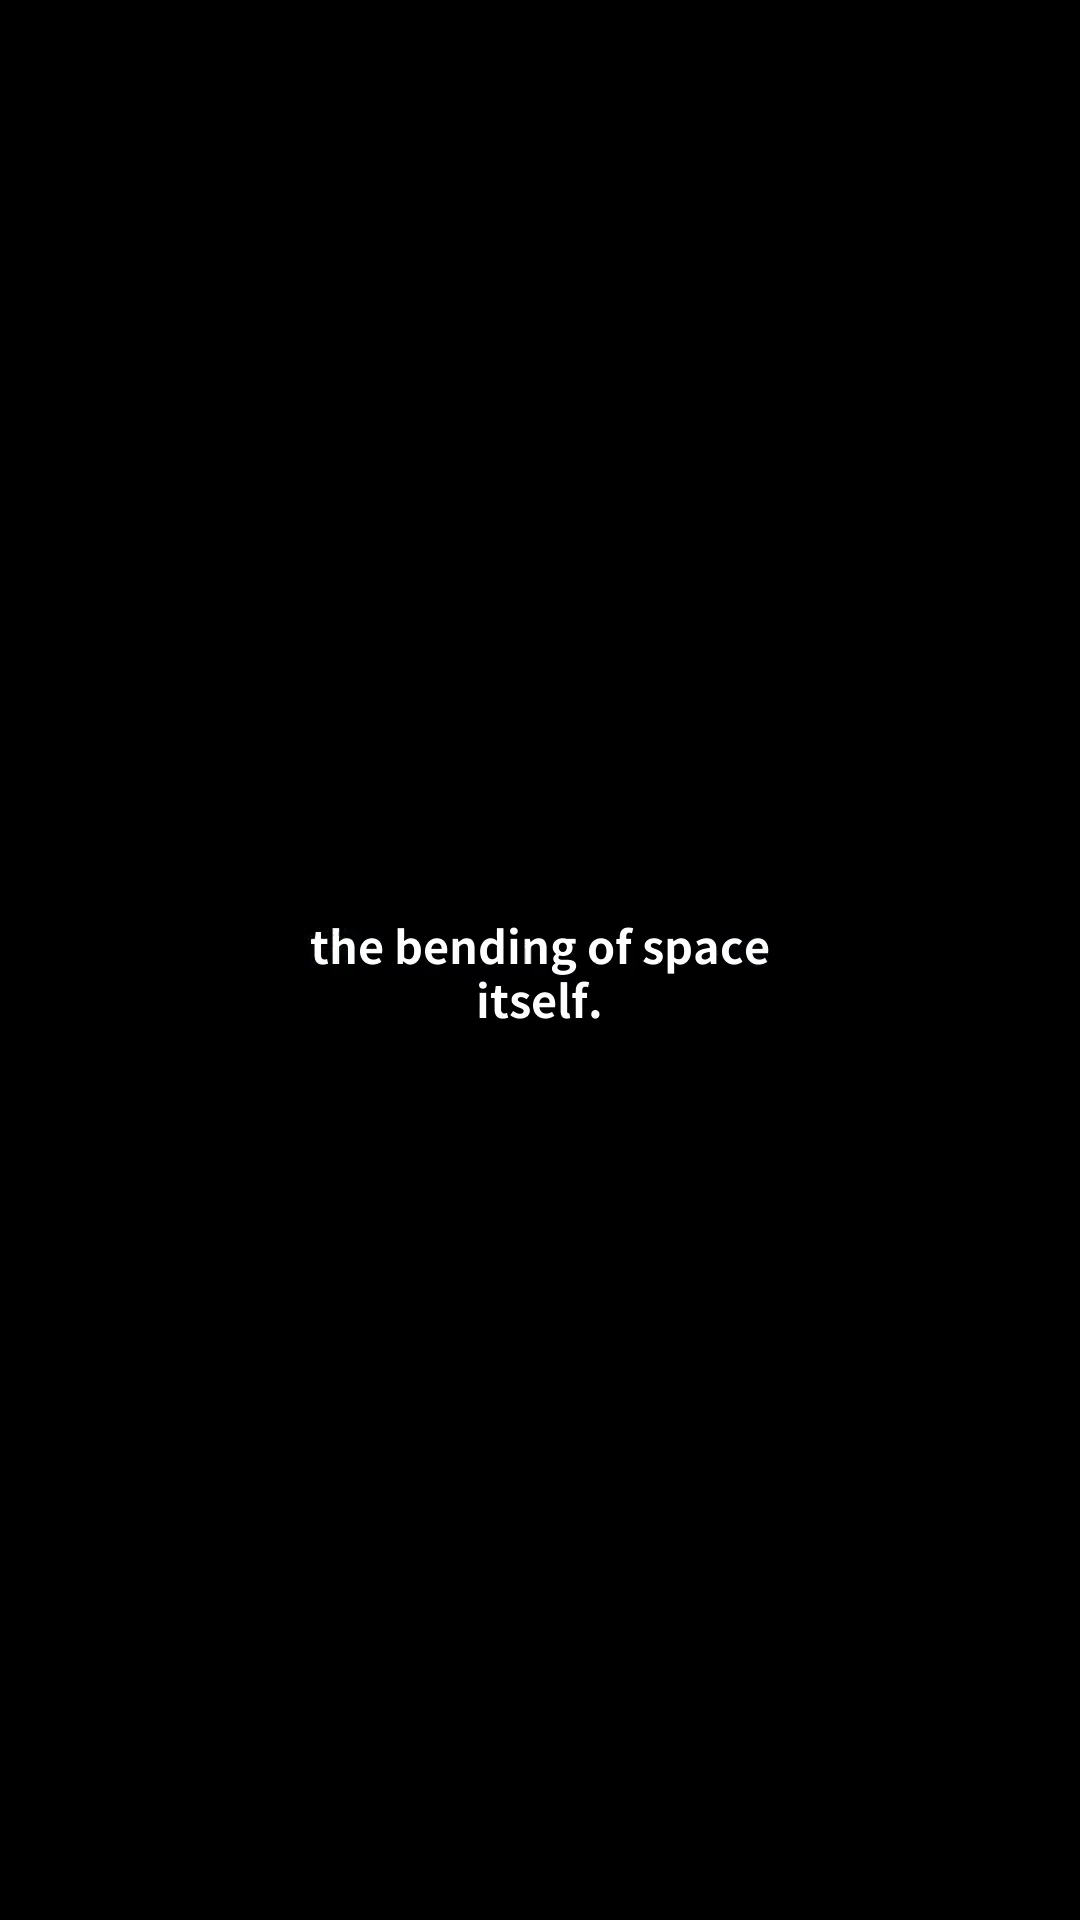 the bending of space
itself.